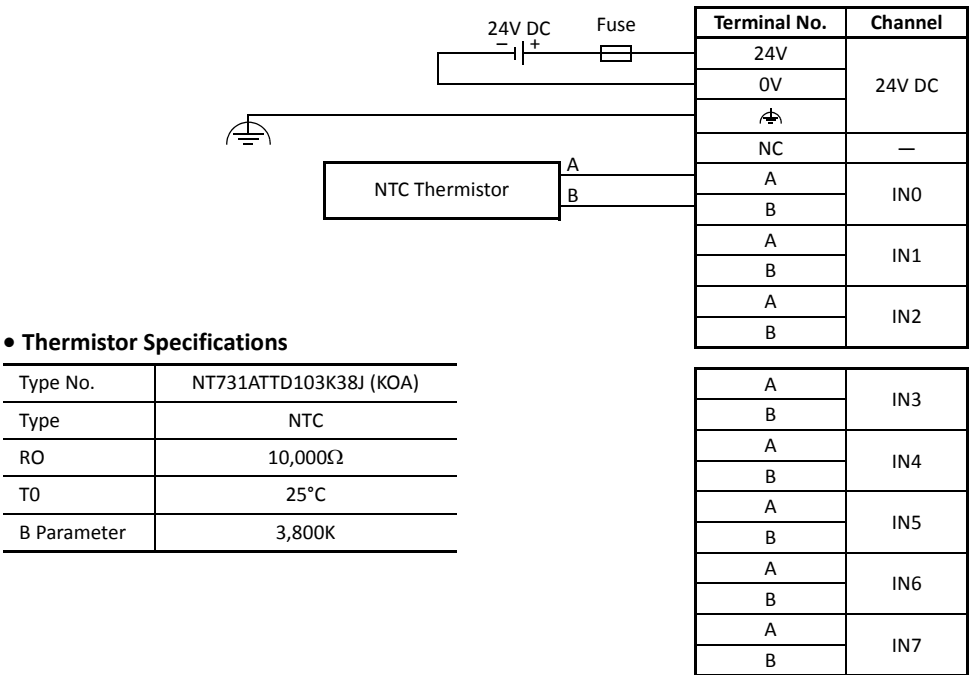 24V DC
– +
Fuse
Terminal No. Channel
24V
0V
24V DC
NC —
NTC Thermistor
A
B
A
B
IN0
A
B
IN1
A
B
IN2
• Thermistor Specifications
Type No. NT731ATTD103K38J (KOA)
Type NTC
RO 10,000Ω
T0 25°C
B Parameter 3,800K
A
B
IN3
A
B
IN4
A
B
IN5
A
B
IN6
A
B
IN7